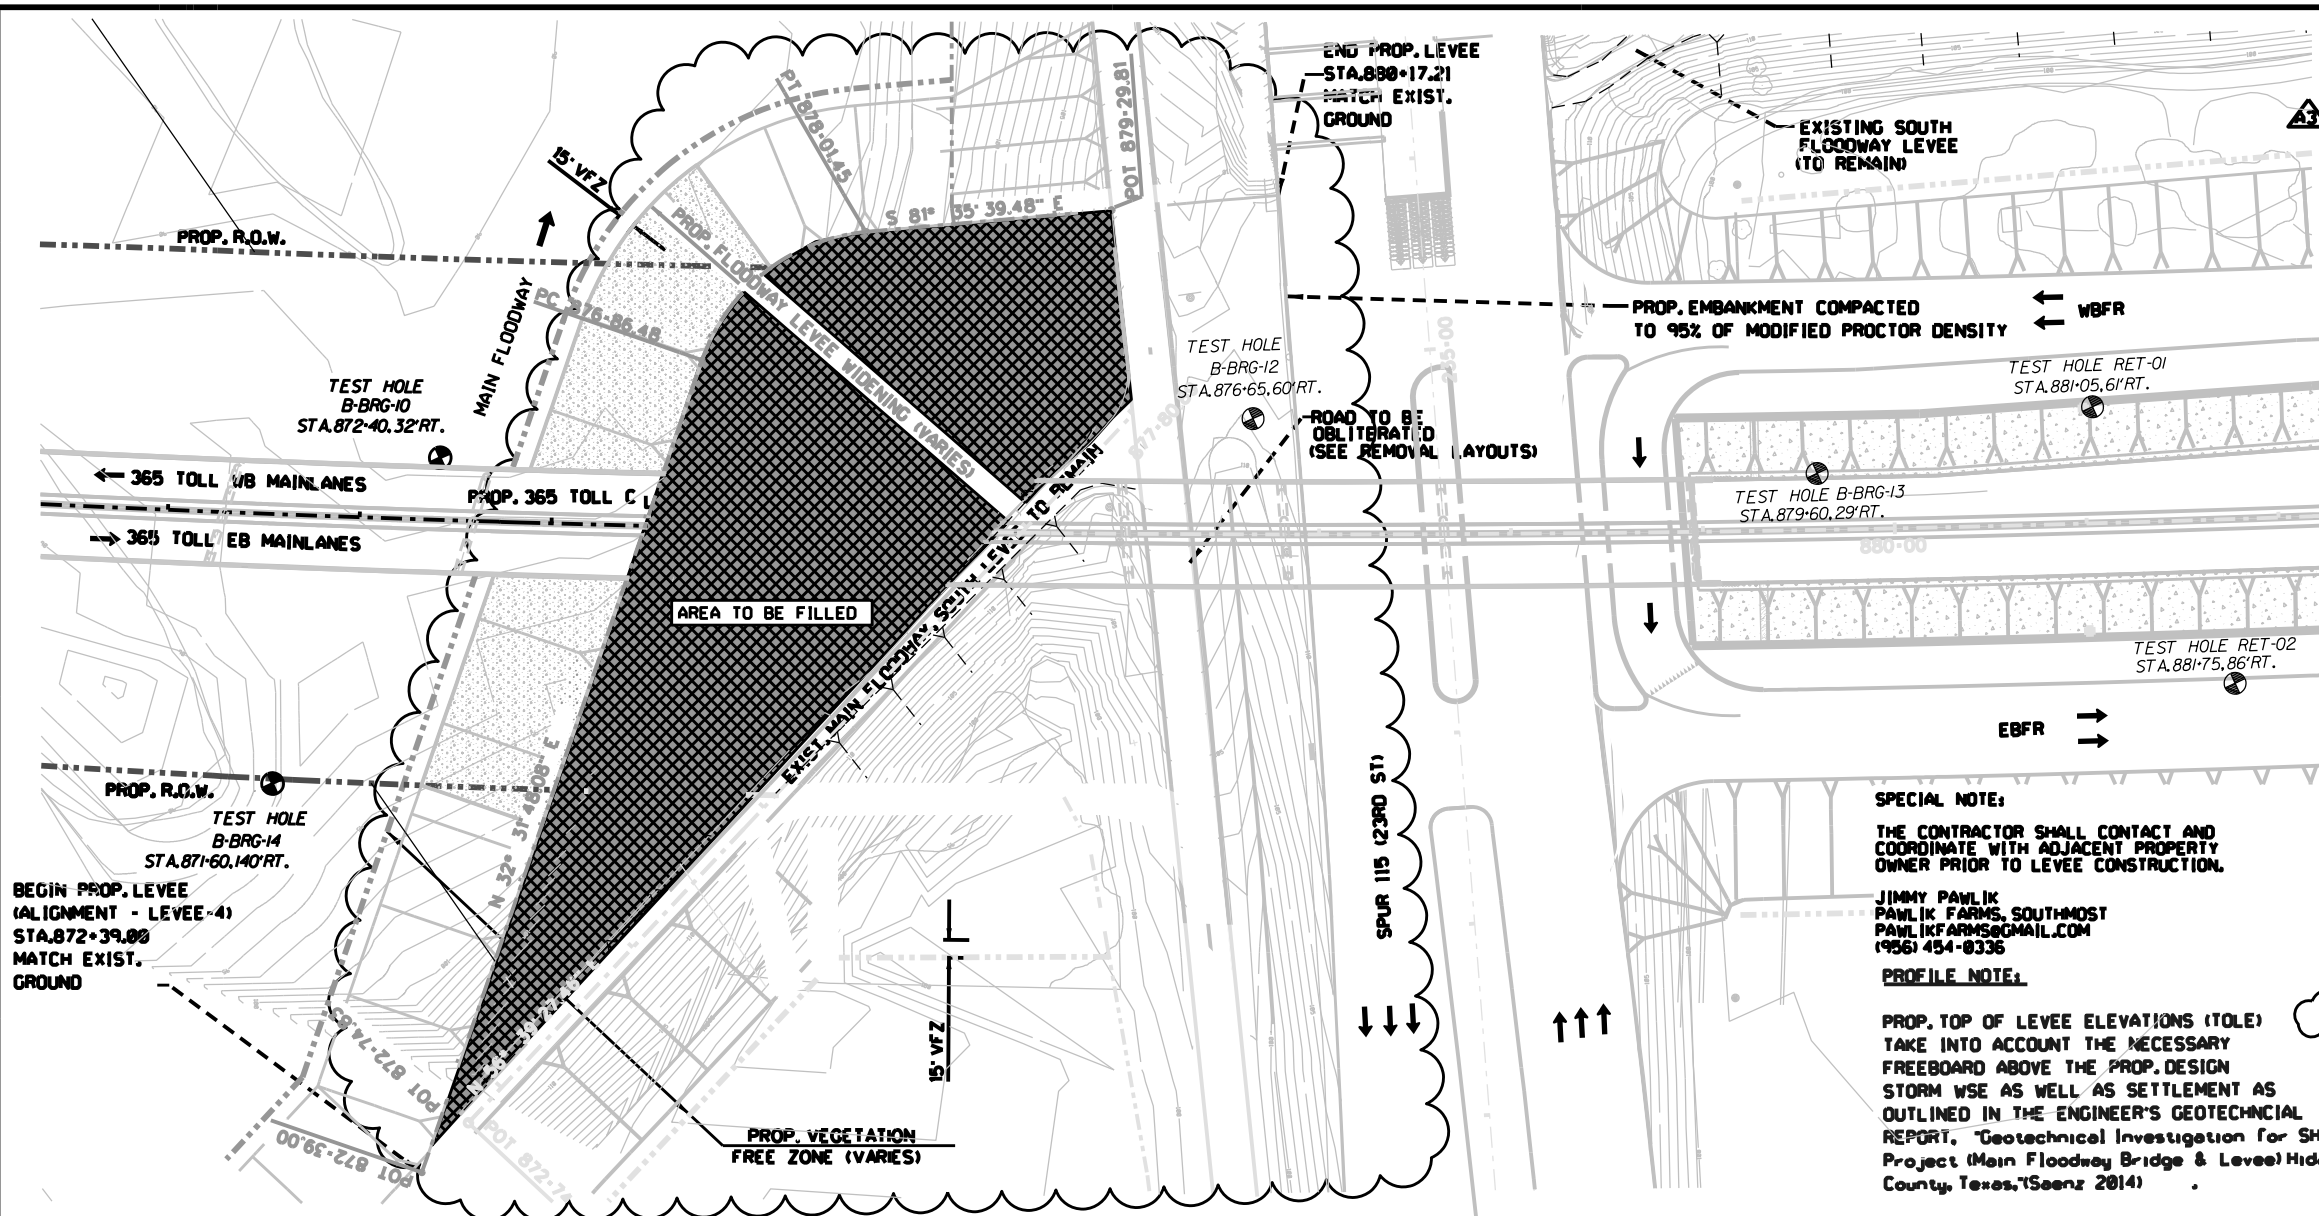 END PROP. LEVEE
STA.880+17.21
MATCH EXIST.
GROUND
PT 878+01.45
POT 879+29.81
EXISTING SOUTH
FLOODWAY LEVEE
(TO REMAIN)
15' VFZ
S 81° 35' 39.48" E
PROP. R.O.W.
MAIN FLOODWAY
PC 876+86.48
PROP. FLOODWAY LEVEE WIDENING (VARIES)
PROP. EMBANKMENT COMPACTED
TO 95% OF MODIFIED PROCTOR DENSITY
WBFR
TEST HOLE
B-BRG-12
STA.876+65,60'RT.
TEST HOLE RET-01
STA.881+05,61'RT.
TEST HOLE
B-BRG-10
STA.872+40,32'RT.
ROAD TO BE
OBLITERATED
(SEE REMOVAL LAYOUTS)
365 TOLL WB MAINLANES
PROP. 365 TOLL C L
365 TOLL EB MAINLANES
TEST HOLE B-BRG-13
STA.879+60,29'RT.
880+00
AREA TO BE FILLED
EXIST. MAIN FLOODWAY, SOUTH LEVEE TO REMAIN
TEST HOLE RET-02
STA.881+75,86'RT.
EBFR
N 32° 31' 48.08" E
PROP. R.O.W.
TEST HOLE
B-BRG-14
STA.871+60,140'RT.
SPUR 115 (23RD ST)
BEGIN PROP. LEVEE
(ALIGNMENT - LEVEE-4)
STA.872+39.00
MATCH EXIST.
GROUND
POT 872+74.83
POT 872+39.00
15' VFZ
PROP. VEGETATION
FREE ZONE (VARIES)
SPECIAL NOTE:
THE CONTRACTOR SHALL CONTACT AND
COORDINATE WITH ADJACENT PROPERTY
OWNER PRIOR TO LEVEE CONSTRUCTION.
JIMMY PAWLIK
PAWLIK FARMS, SOUTHMOST
PAWLIKFARMS@GMAIL.COM
(956) 454-0336
PROFILE NOTE:
PROP. TOP OF LEVEE ELEVATIONS (TOLE)
TAKE INTO ACCOUNT THE NECESSARY
FREEBOARD ABOVE THE PROP. DESIGN
STORM WSE AS WELL AS SETTLEMENT AS
OUTLINED IN THE ENGINEER'S GEOTECHNCIAL
REPORT, "Geotechnical Investigation for SH
Project (Main Floodway Bridge & Levee) Hid
County, Texas,"(Saenz 2014) .